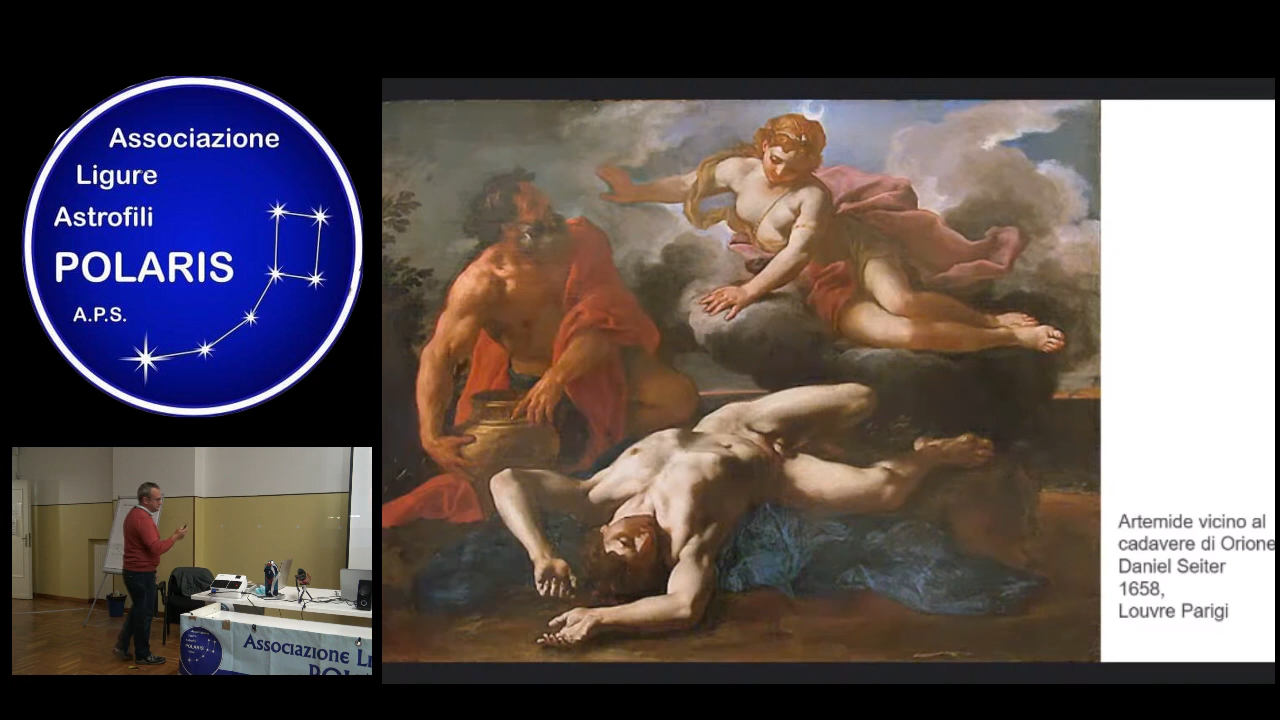 Associazione
Ligure
Astrofili
POLARIS
A.P.S.
Artemide vicino al
cadavere di Orione
Daniel Seiter
1658,
Louvre Parigi
Associazione Li